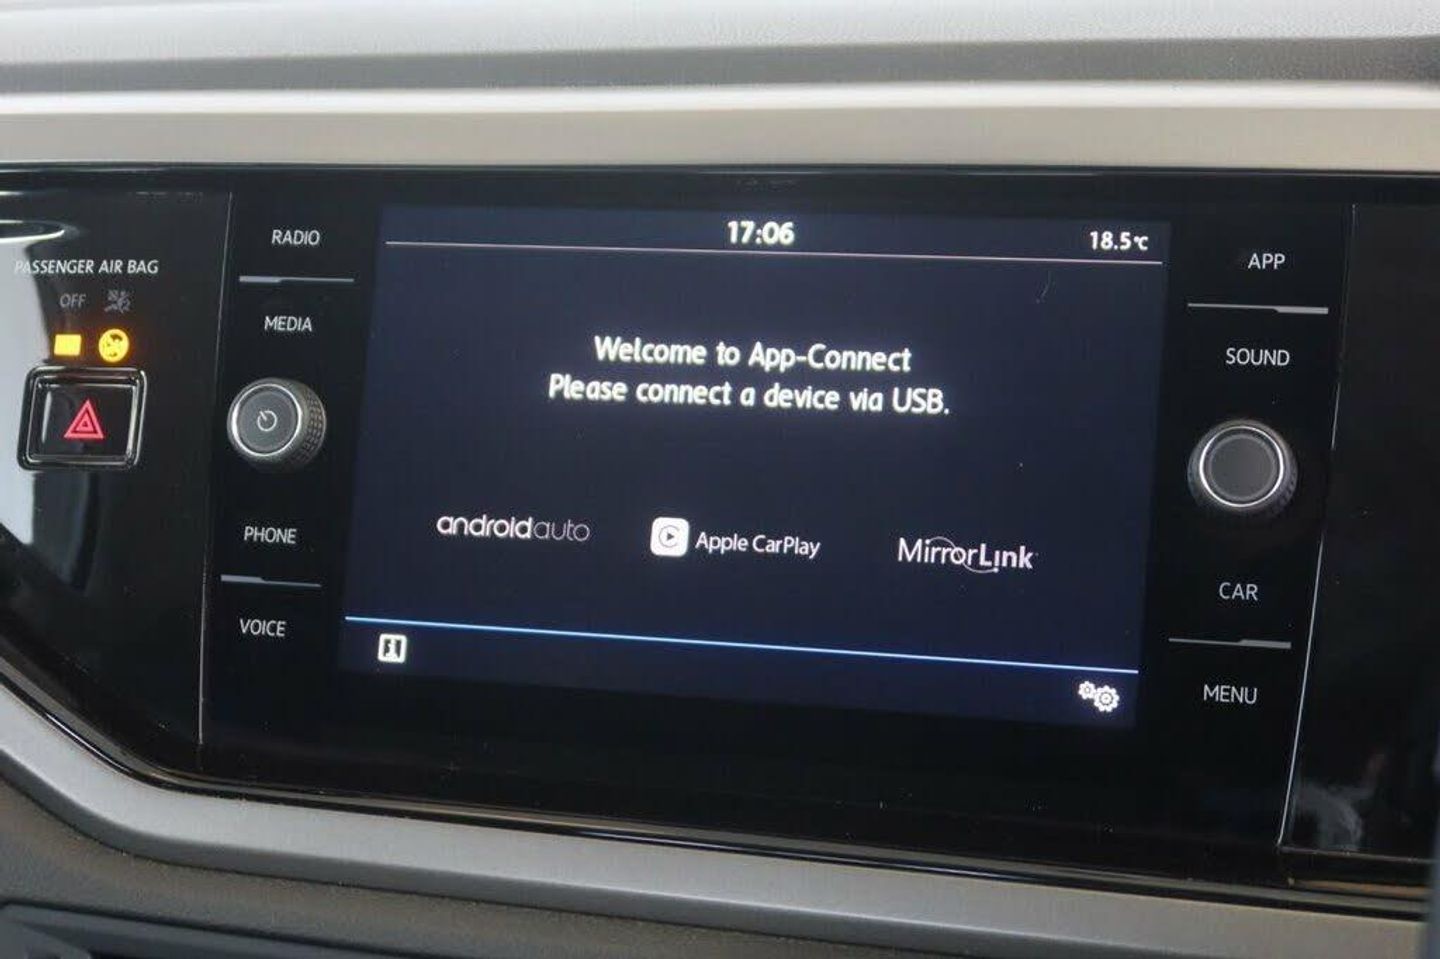 PASSENGER AIR BAG
OFF
RADIO
MEDIA
PHONE
VOICE
17:06
18.5°C
Welcome to App-Connect
Please connect a device via USB.
androidauto
Apple CarPlay
MirrorLink
i
APP
SOUND
CAR
MENU